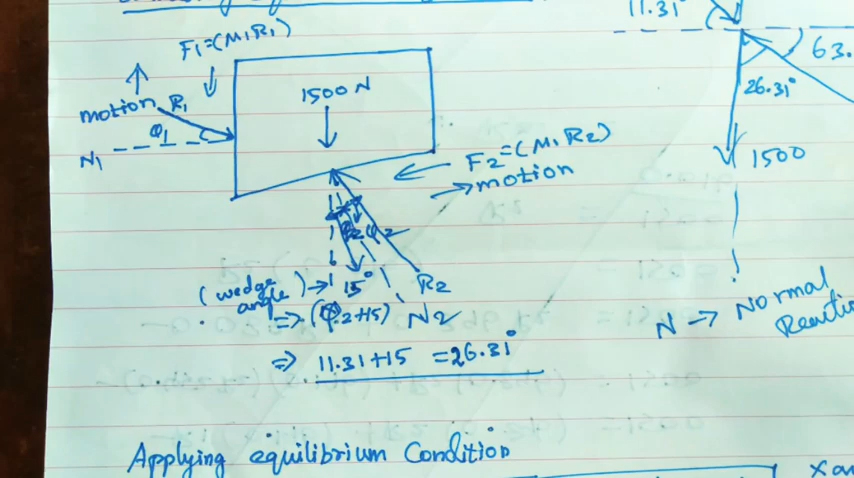 11.31°
F1=(M1R1)
63.
motion R1
1500 N
26.31°
φ1
N1
F2=(M1R2)
motion
1500
(wedge angle) → 15°
R2
⇒ (φ2+15) N2
⇒ 11.31+15 = 26.31°
N → Normal
Reactio
Applying equilibrium Condition